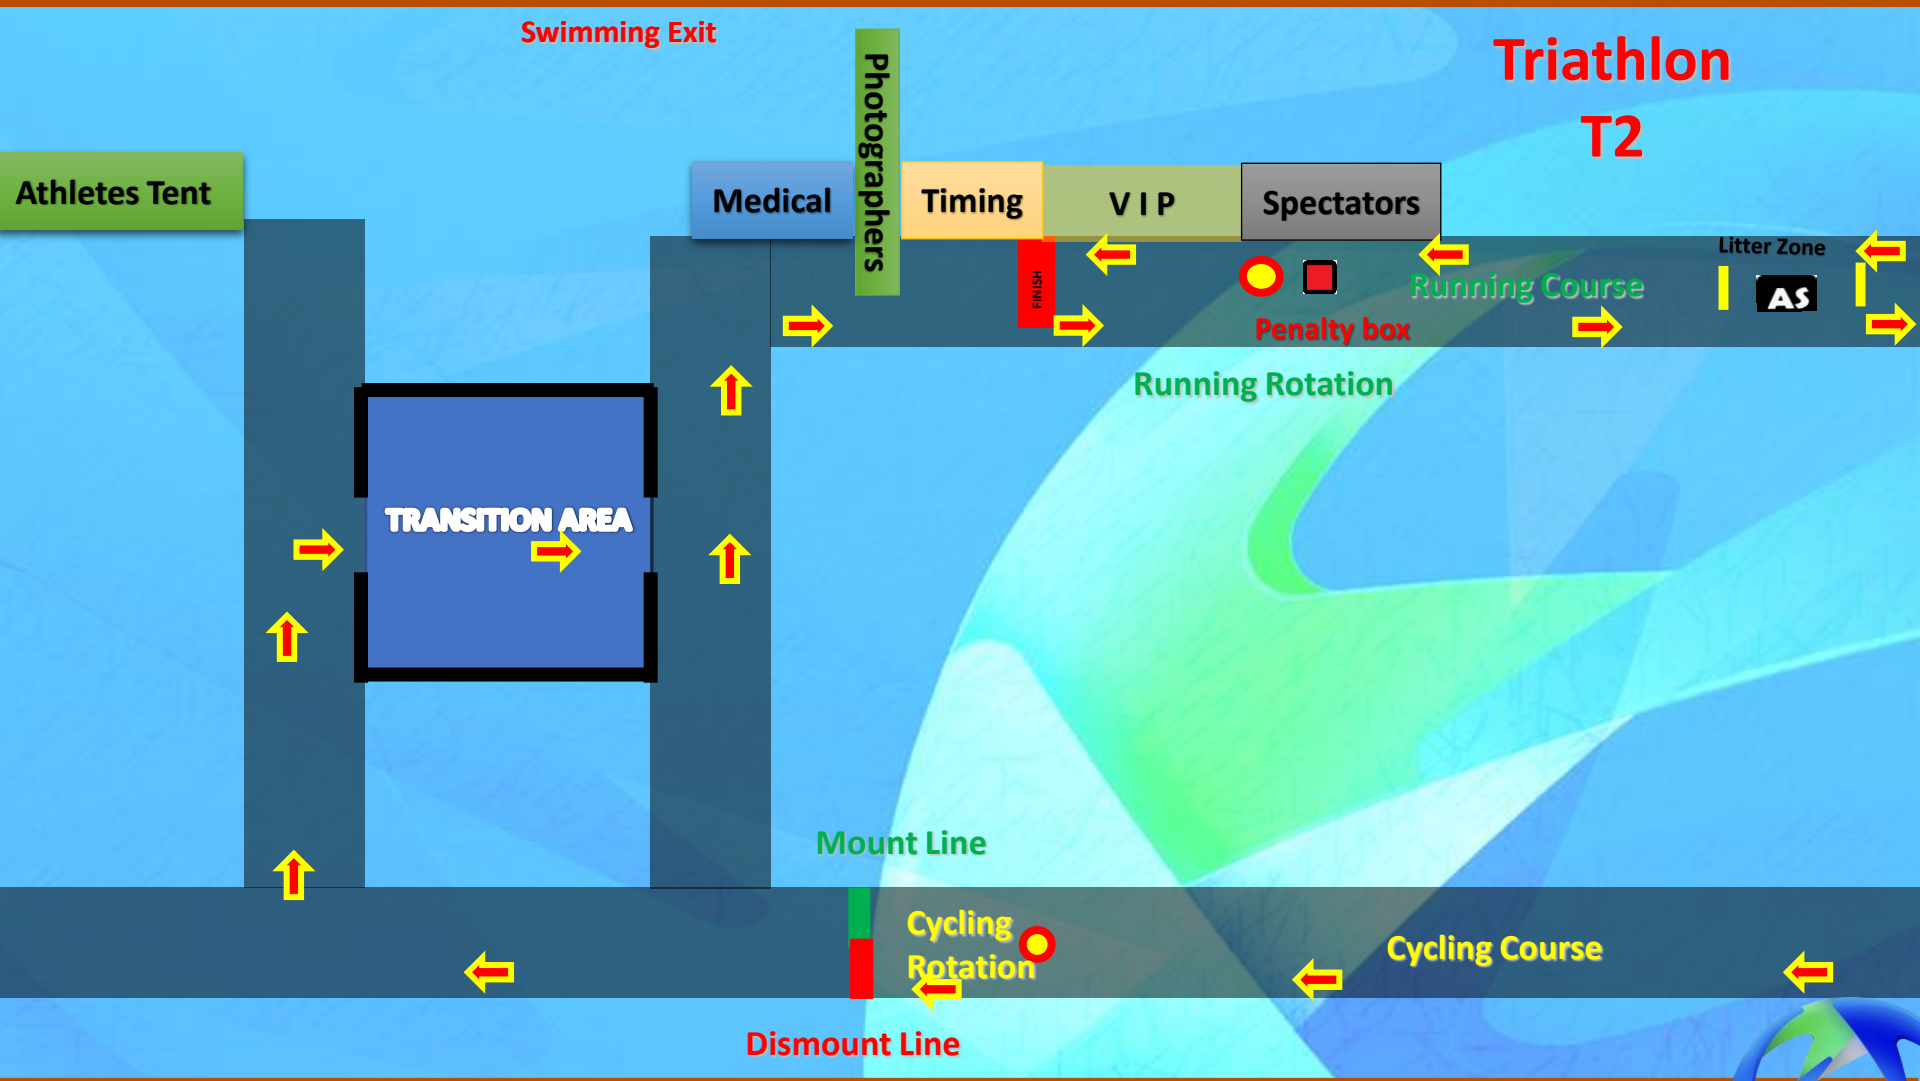 Swimming Exit
Triathlon
T2
Photographers
Athletes Tent
Medical
Timing
V I P
Spectators
Litter Zone
FINISH
Running Course
AS
Penalty box
Running Rotation
TRANSITION AREA
Mount Line
Cycling
Rotation
Cycling Course
Dismount Line